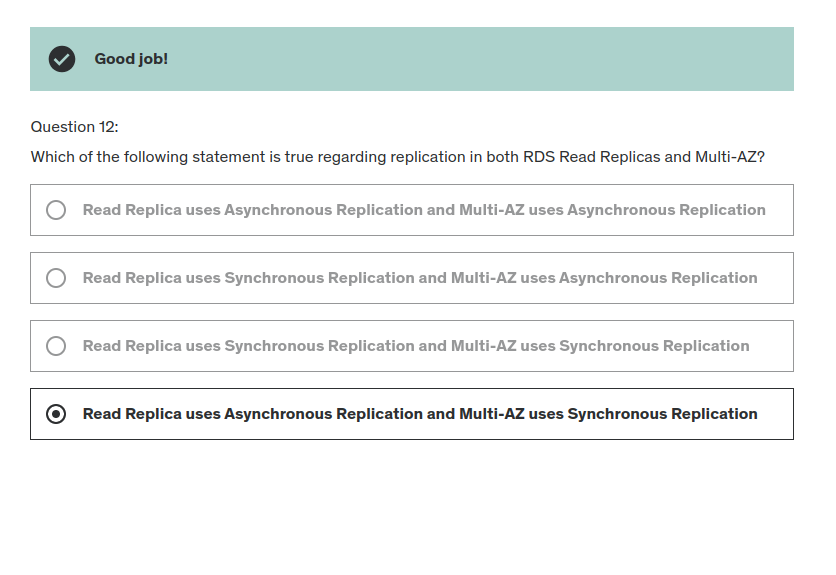 Good job!
Question 12:
Which of the following statement is true regarding replication in both RDS Read Replicas and Multi-AZ?
Read Replica uses Asynchronous Replication and Multi-AZ uses Asynchronous Replication
Read Replica uses Synchronous Replication and Multi-AZ uses Asynchronous Replication
Read Replica uses Synchronous Replication and Multi-AZ uses Synchronous Replication
Read Replica uses Asynchronous Replication and Multi-AZ uses Synchronous Replication